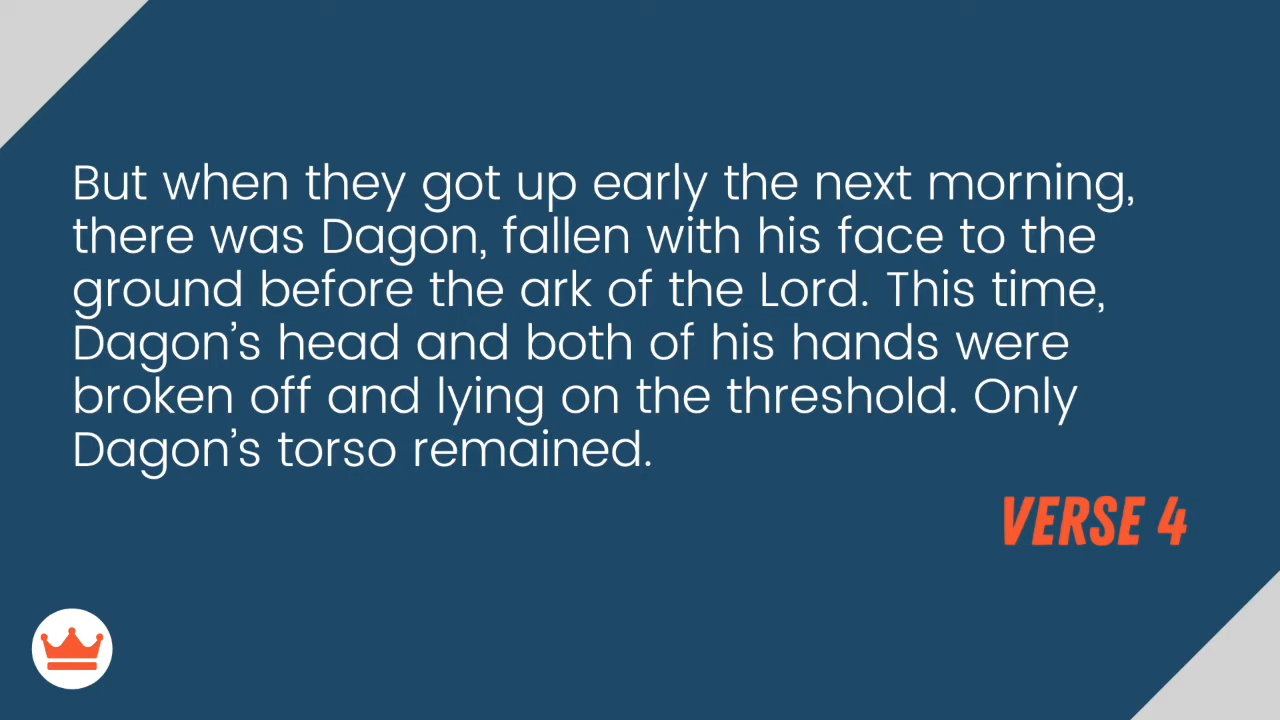 But when they got up early the next morning,
there was Dagon, fallen with his face to the
ground before the ark of the Lord. This time,
Dagon’s head and both of his hands were
broken off and lying on the threshold. Only
Dagon’s torso remained.
VERSE 4